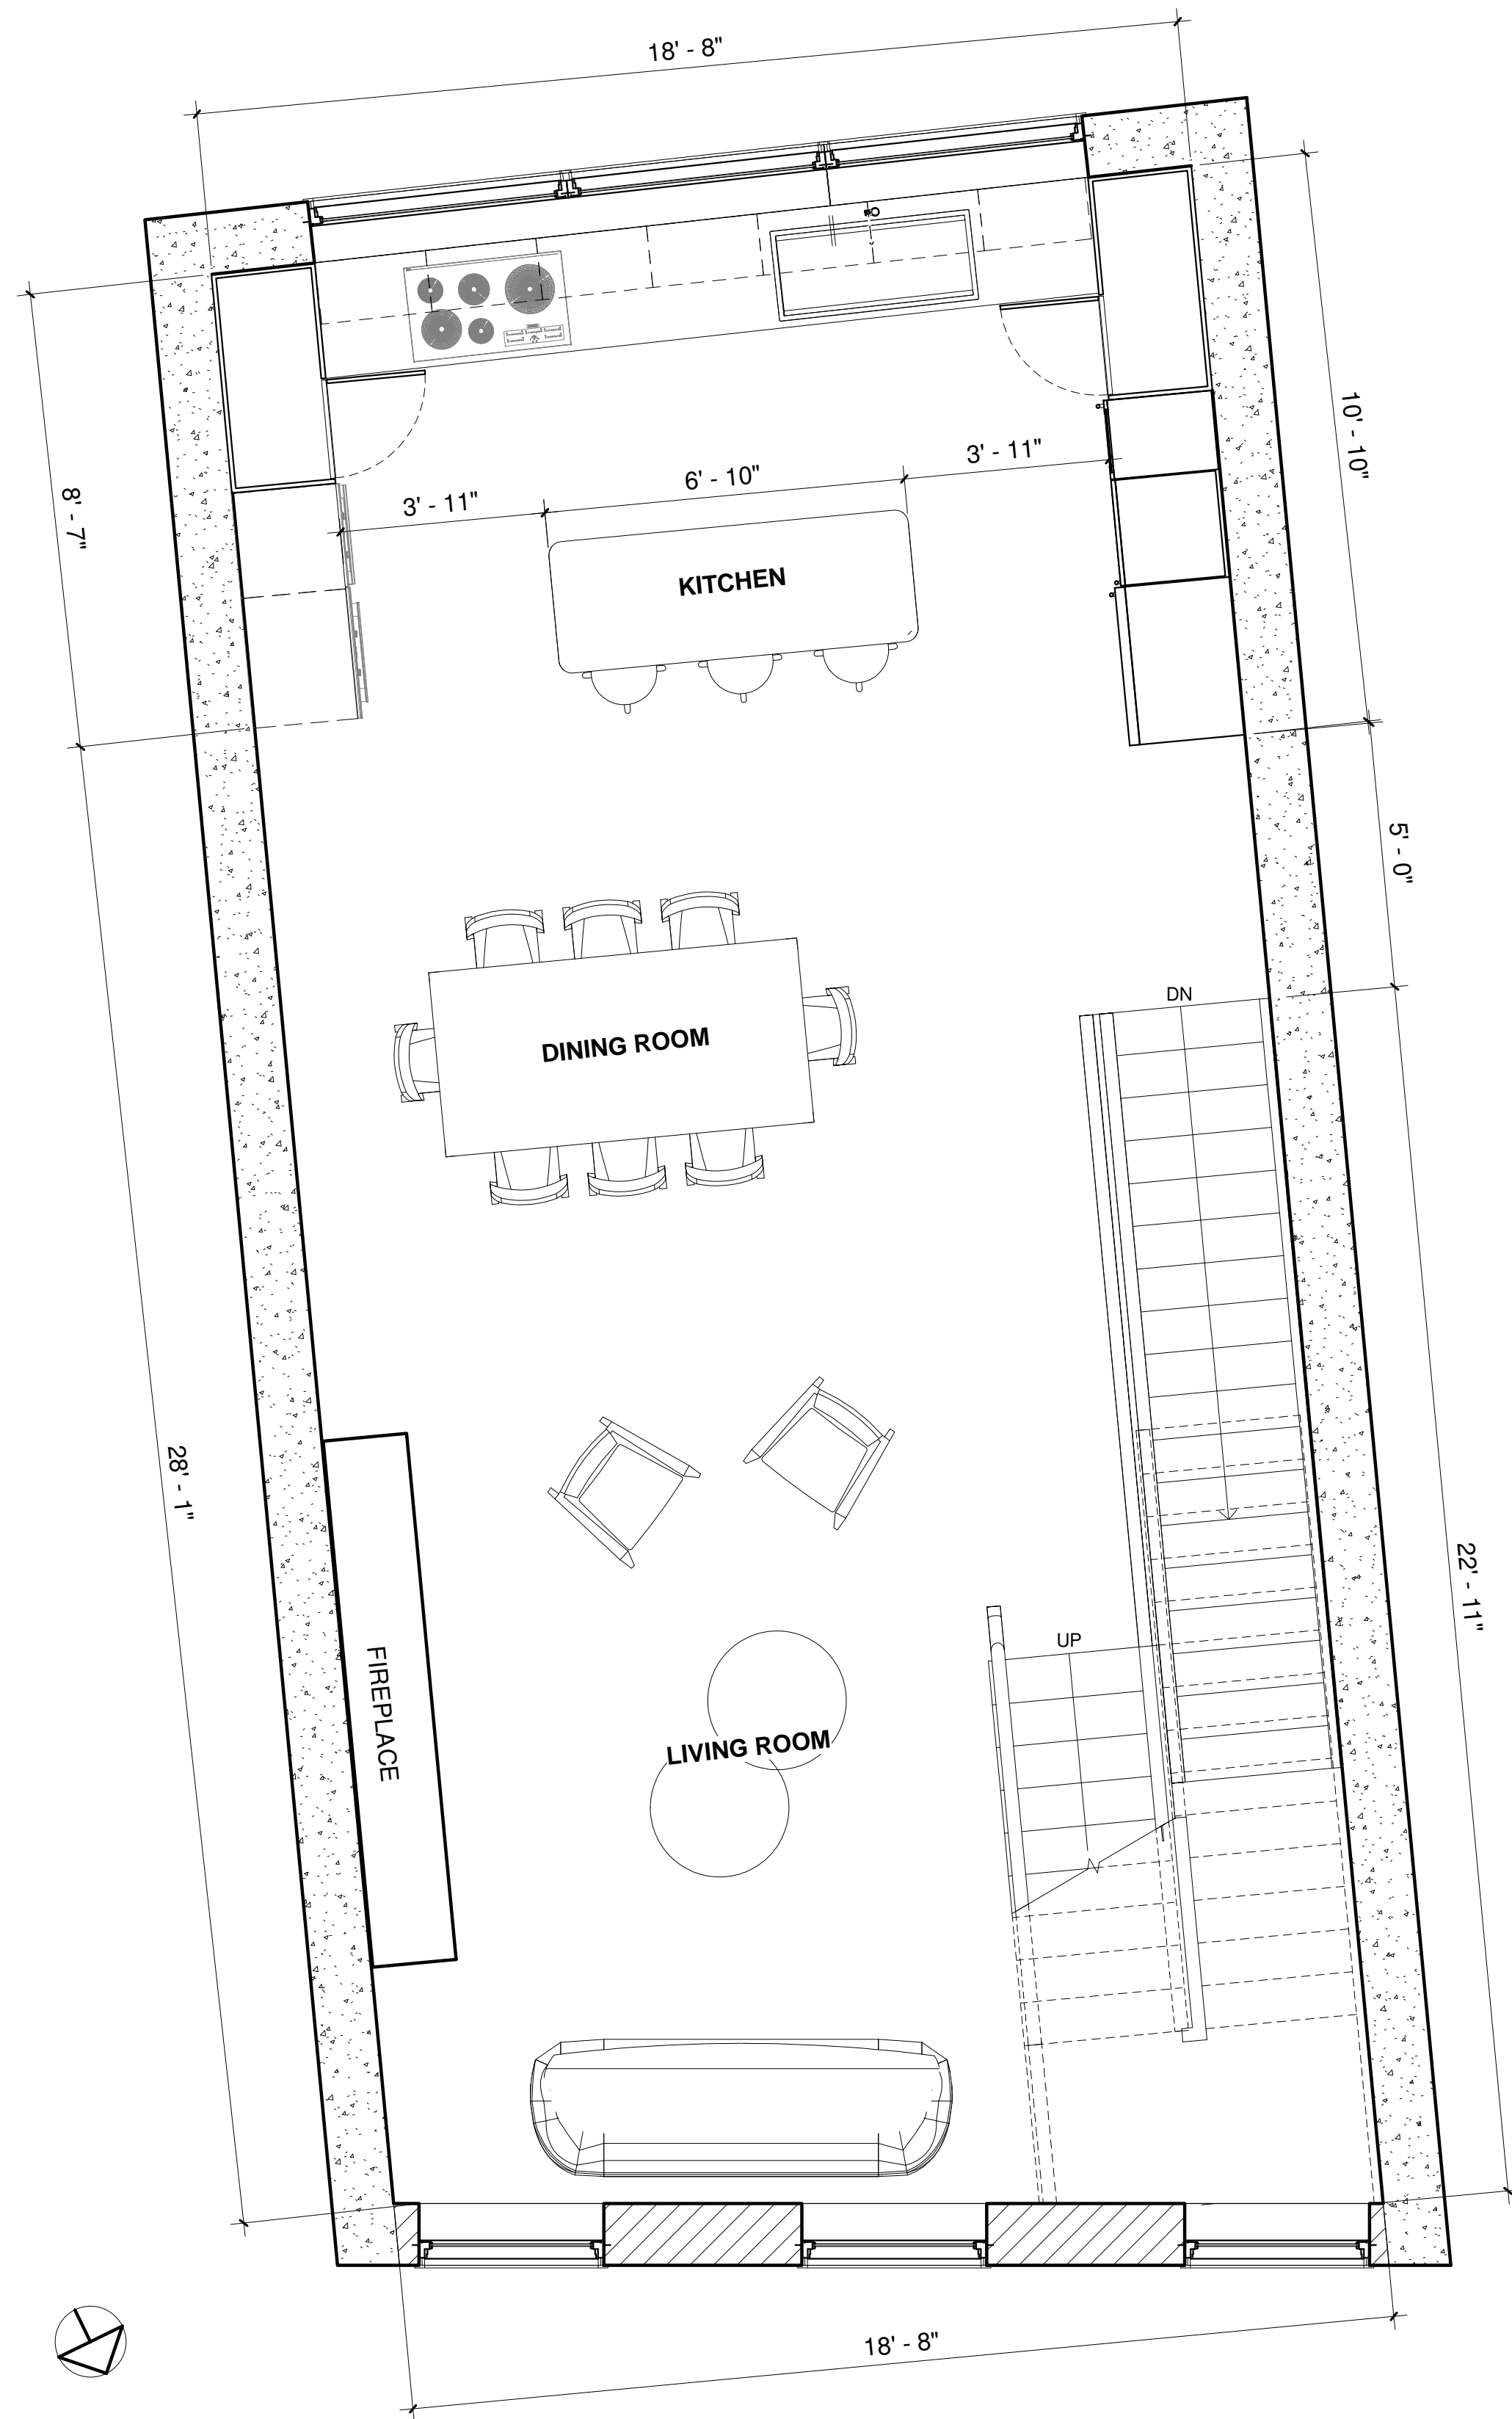 18' - 8"
10' - 10"
8' - 7"
3' - 11"
6' - 10"
3' - 11"
KITCHEN
5' - 0"
DN
DINING ROOM
28' - 1"
22' - 11"
UP
FIREPLACE
LIVING ROOM
18' - 8"